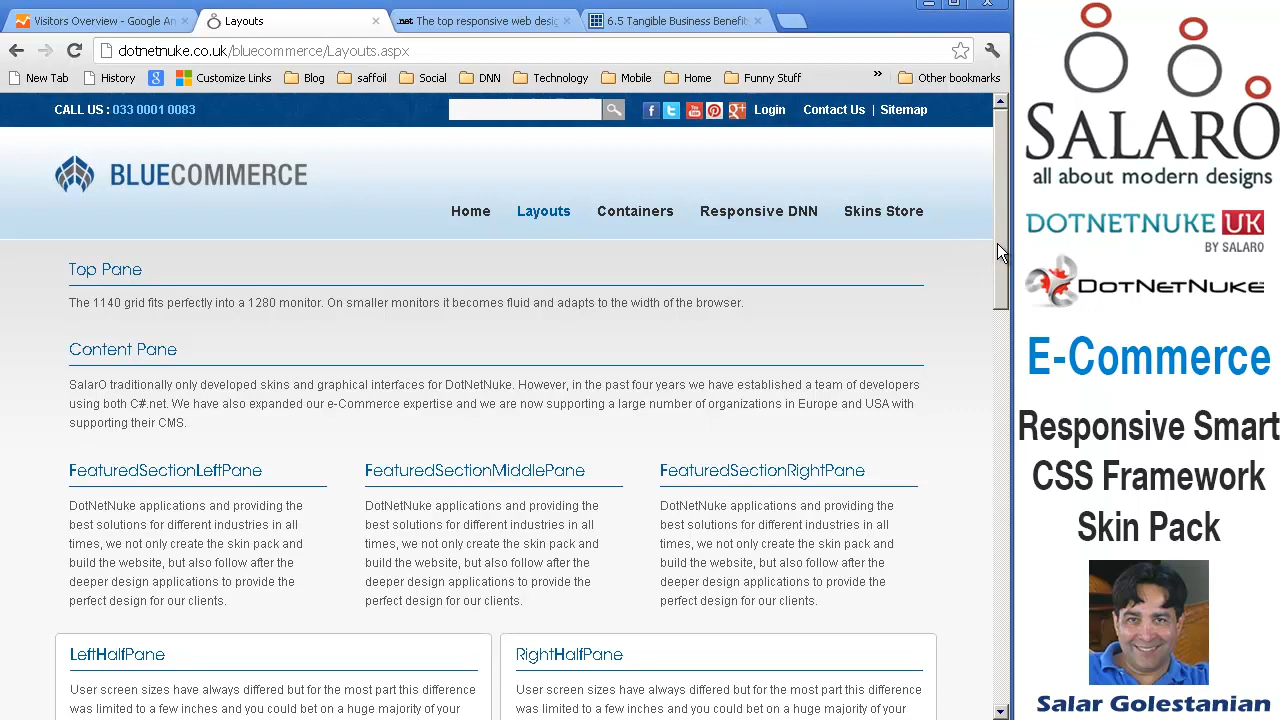 Visitors Overview - Google An
Layouts
.net The top responsive web desig
6.5 Tangible Business Benefit
dotnetnuke.co.uk/bluecommerce/Layouts.aspx
New Tab History Customize Links Blog saffoil Social DNN Technology Mobile Home Funny Stuff » Other bookmarks
CALL US : 033 0001 0083
Login Contact Us | Sitemap
BLUECOMMERCE
Home Layouts Containers Responsive DNN Skins Store
Top Pane
The 1140 grid fits perfectly into a 1280 monitor. On smaller monitors it becomes fluid and adapts to the width of the browser.
Content Pane
SalarO traditionally only developed skins and graphical interfaces for DotNetNuke. However, in the past four years we have established a team of developers
using both C#.net. We have also expanded our e-Commerce expertise and we are now supporting a large number of organizations in Europe and USA with
supporting their CMS.
FeaturedSectionLeftPane
DotNetNuke applications and providing the
best solutions for different industries in all
times, we not only create the skin pack and
build the website, but also follow after the
deeper design applications to provide the
perfect design for our clients.
FeaturedSectionMiddlePane
DotNetNuke applications and providing the
best solutions for different industries in all
times, we not only create the skin pack and
build the website, but also follow after the
deeper design applications to provide the
perfect design for our clients.
FeaturedSectionRightPane
DotNetNuke applications and providing the
best solutions for different industries in all
times, we not only create the skin pack and
build the website, but also follow after the
deeper design applications to provide the
perfect design for our clients.
LeftHalfPane
User screen sizes have always differed but for the most part this difference
was limited to a few inches and you could bet on a huge majority of your
RightHalfPane
User screen sizes have always differed but for the most part this difference
was limited to a few inches and you could bet on a huge majority of your
SALARO
all about modern designs
DOTNETNUKE UK
BY SALARO
DOTNETNUKE
E-Commerce
Responsive Smart
CSS Framework
Skin Pack
Salar Golestanian